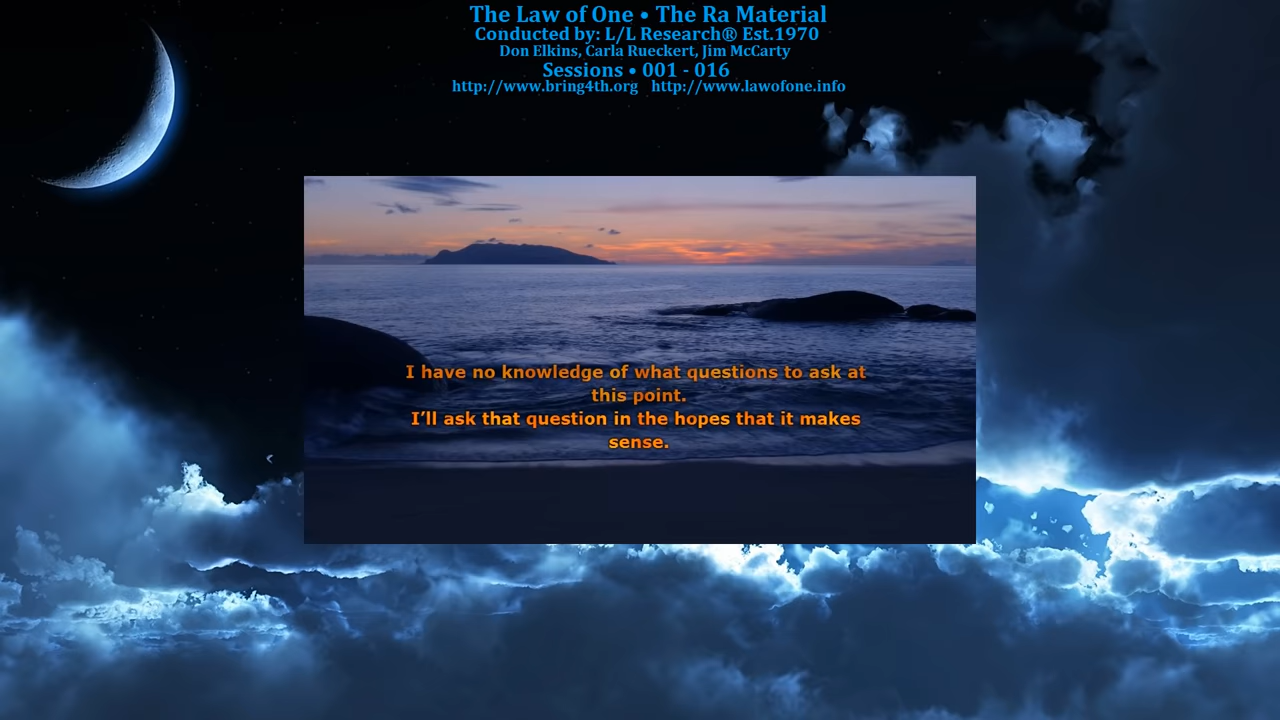 The Law of One • The Ra Material
Conducted by: L/L Research® Est.1970
Don Elkins, Carla Rueckert, Jim McCarty
Sessions • 001 - 016
http://www.bring4th.org http://www.lawofone.info
I have no knowledge of what questions to ask at
this point.
I’ll ask that question in the hopes that it makes
sense.